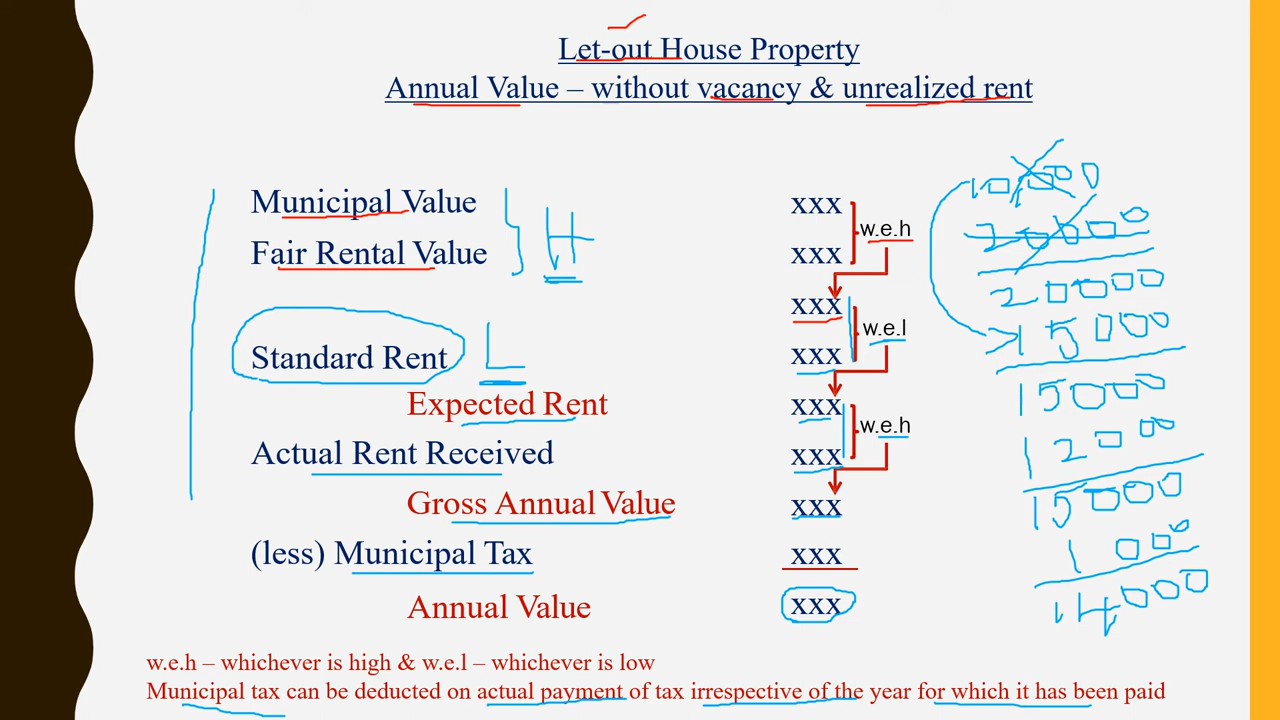 Let-out House Property
Annual Value – without vacancy & unrealized rent
Municipal Value xxx
Fair Rental Value H xxx w.e.h
xxx 20000
Standard Rent L xxx w.e.l 15000
Expected Rent xxx 15000
Actual Rent Received xxx w.e.h 12000
Gross Annual Value xxx 15000
(less) Municipal Tax xxx 1000
Annual Value xxx 14000
w.e.h – whichever is high & w.e.l – whichever is low
Municipal tax can be deducted on actual payment of tax irrespective of the year for which it has been paid